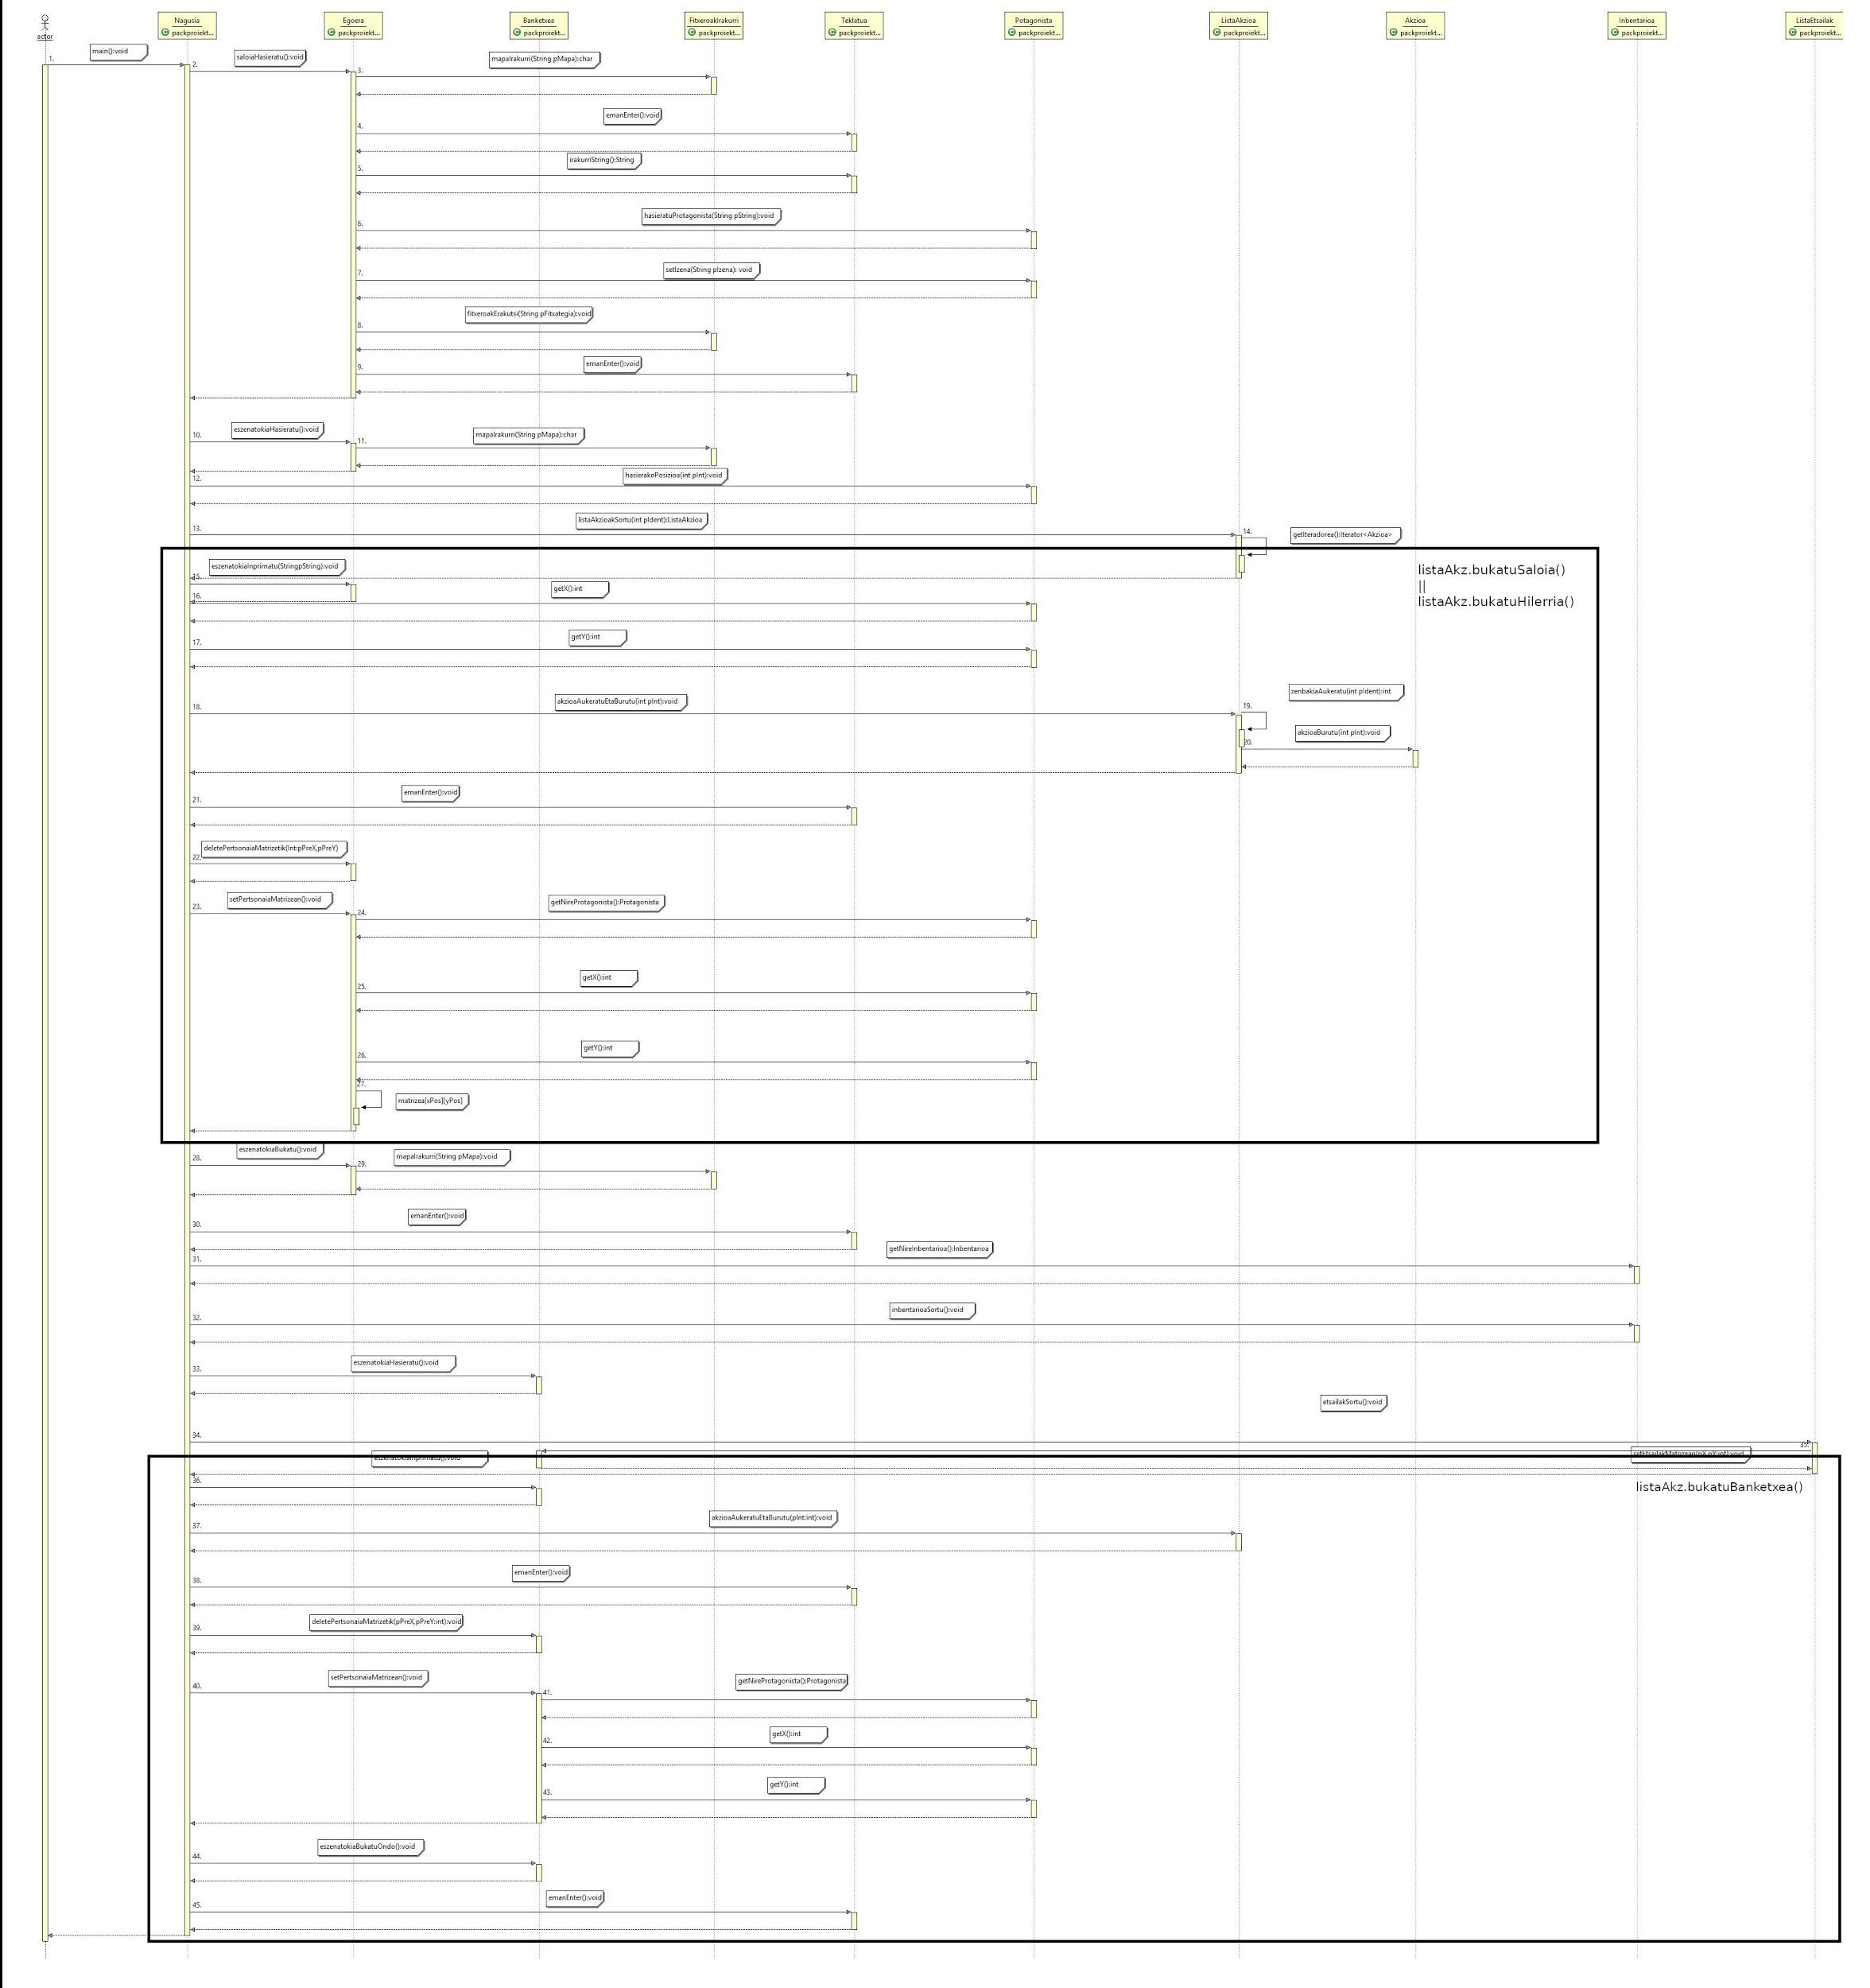 actor
Nagusia
packproiekt...
Egoera
packproiekt...
Banketxea
packproiekt...
FitxeroakIrakurri
packproiekt...
Teklatua
packproiekt...
Potagonista
packproiekt...
ListaAkzioa
packproiekt...
Akzioa
packproiekt...
Inbentarioa
packproiekt...
ListaEtsailak
packproiekt...
1.
main():void
2.
saloiaHasieratu():void
3.
mapaIrakurri(String pMapa):char
4.
emanEnter():void
5.
irakurriString():String
6.
hasieratuProtagonista(String pString):void
7.
setIzena(String pIzena): void
8.
fitxeroakErakutsi(String pFitxategia):void
9.
emanEnter():void
10.
eszenatokiaHasieratu():void
11.
mapaIrakurri(String pMapa):char
12.
hasierakoPosizioa(int pInt):void
13.
listaAkzioakSortu(int pIdent):ListaAkzioa
14.
getIteradorea():Iterator<Akzioa>
listaAkz.bukatuSaloia()
||
listaAkz.bukatuHilerria()
15.
eszenatokiaInprimatu(StringpString):void
16.
getX():int
17.
getY():int
18.
akzioaAukeratuEtaBurutu(int pInt):void
19.
zenbakiaAukeratu(int pIdent):int
20.
akzioaBurutu(int pInt):void
21.
emanEnter():void
22.
deletePertsonaiaMatrizetik(Int:pPreX,pPreY)
23.
setPertsonaiaMatrizean():void
24.
getNireProtagonista():Protagonista
25.
getX():int
26.
getY():int
27.
matrizea[xPos][yPos]
28.
eszenatokiaBukatu():void
29.
mapaIrakurri(String pMapa):void
30.
emanEnter():void
31.
getNireInbentarioa():Inbentarioa
32.
inbentarioaSortu():void
33.
eszenatokiaHasieratu():void
34.
etsailakSortu():void
35.
setEtsailakMatrizean(pX,pY:int):void
listaAkz.bukatuBanketxea()
36.
eszenatokiaInprimatu():void
37.
akzioaAukeratuEtaBurutu(pInt:int):void
38.
emanEnter():void
39.
deletePertsonaiaMatrizetik(pPreX,pPreY:int):void
40.
setPertsonaiaMatrizean():void
41.
getNireProtagonista():Protagonista
42.
getX():int
43.
getY():int
44.
eszenatokiaBukatuOndo():void
45.
emanEnter():void